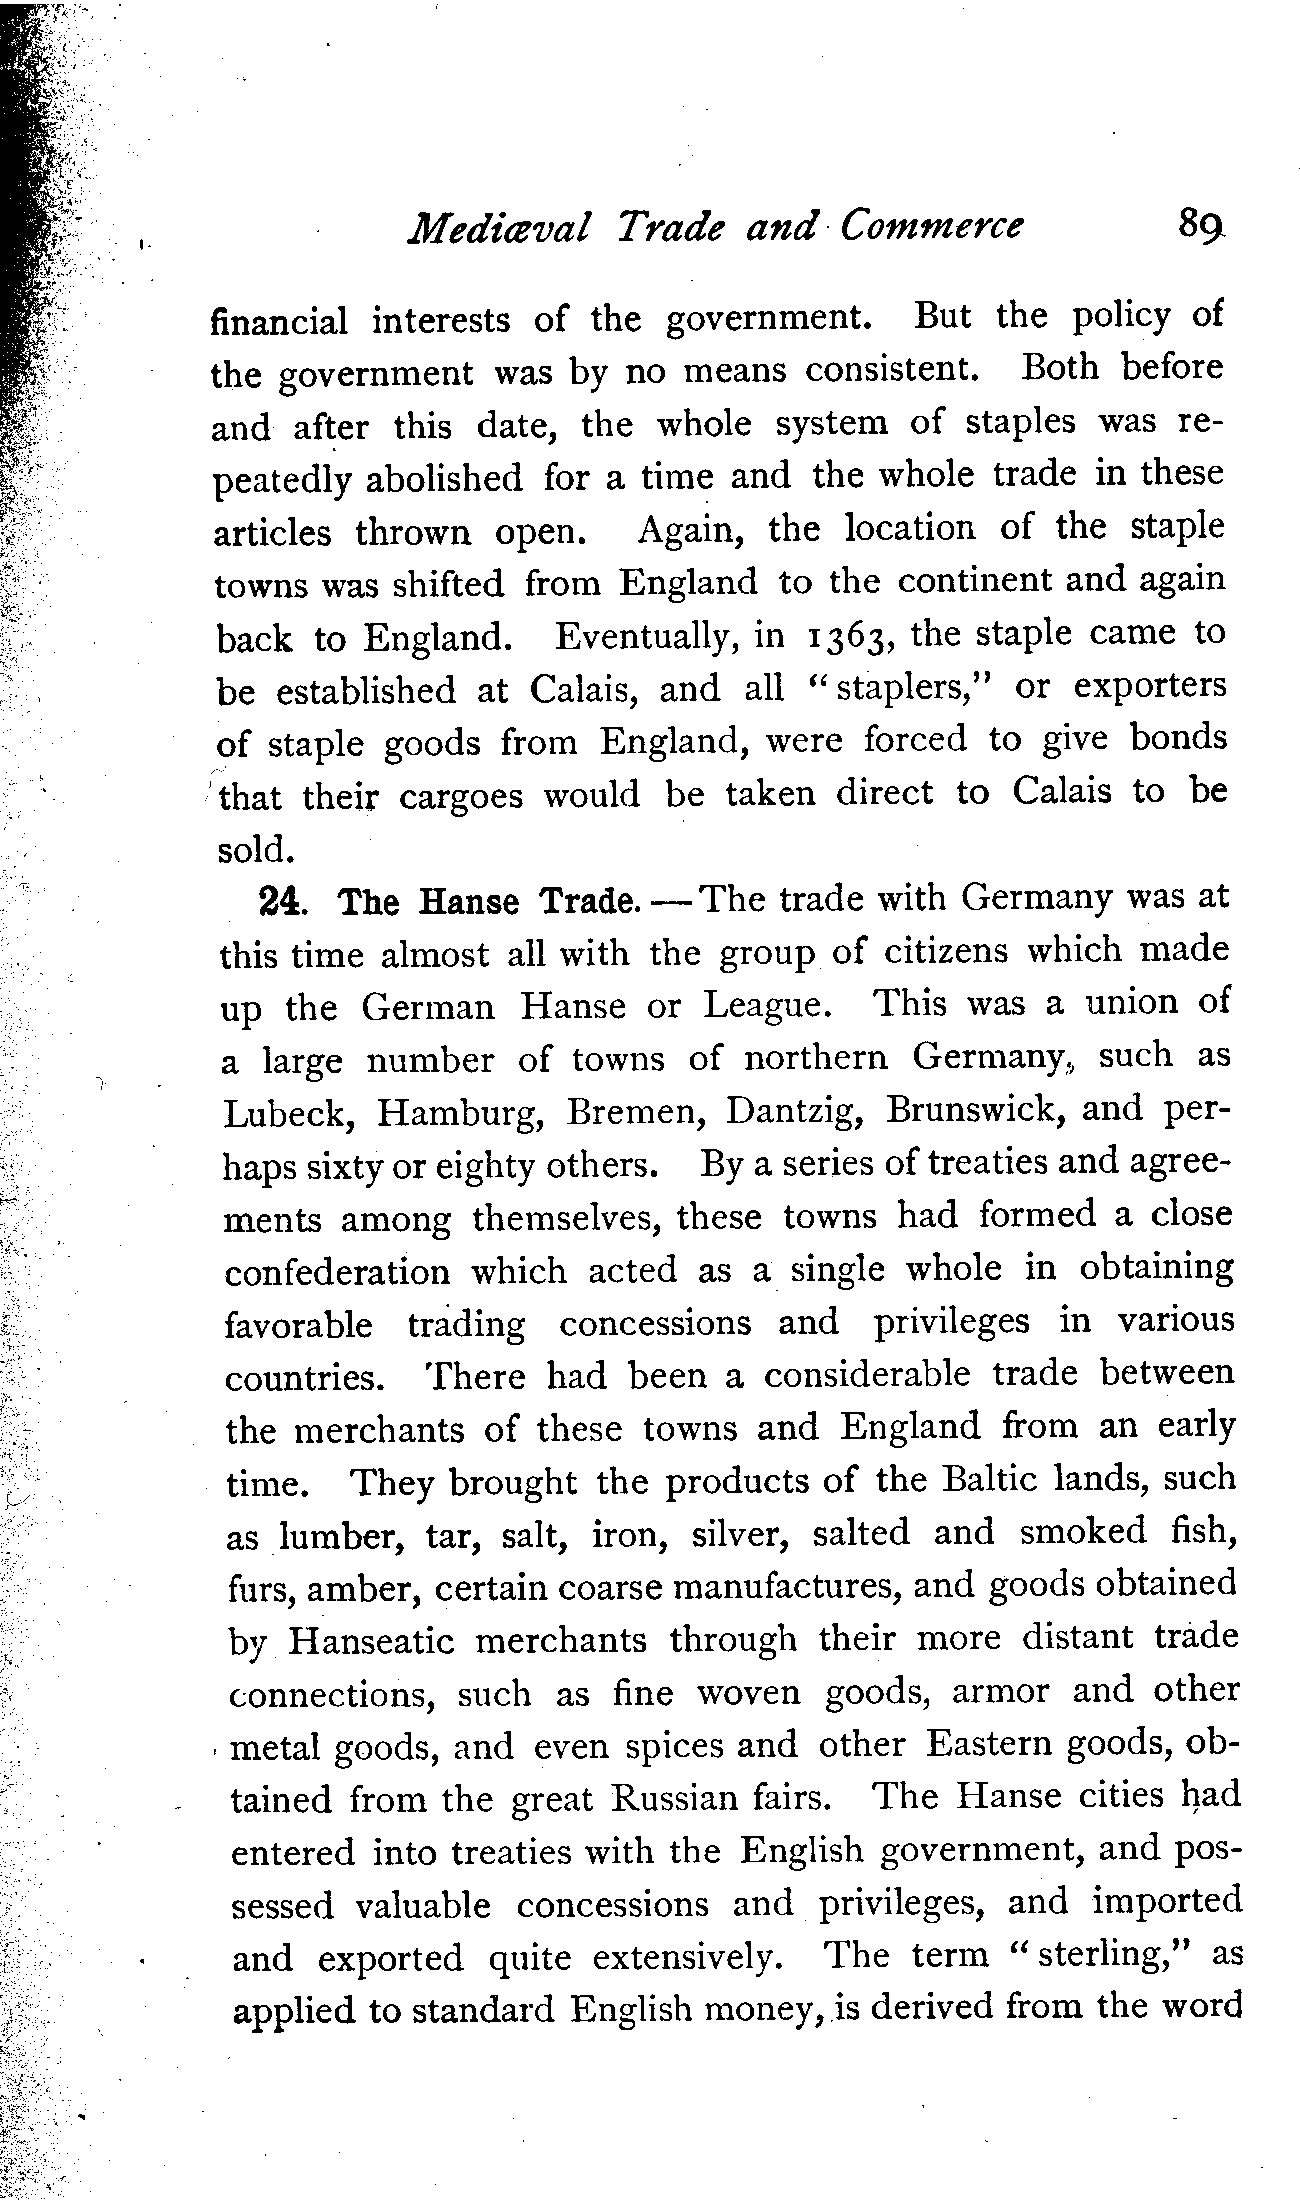 Mediæval Trade and Commerce 89
financial interests of the government. But the policy of
the government was by no means consistent. Both before
and after this date, the whole system of staples was re-
peatedly abolished for a time and the whole trade in these
articles thrown open. Again, the location of the staple
towns was shifted from England to the continent and again
back to England. Eventually, in 1363, the staple came to
be established at Calais, and all “staplers,” or exporters
of staple goods from England, were forced to give bonds
that their cargoes would be taken direct to Calais to be
sold.
24. The Hanse Trade. — The trade with Germany was at
this time almost all with the group of citizens which made
up the German Hanse or League. This was a union of
a large number of towns of northern Germany, such as
Lubeck, Hamburg, Bremen, Dantzig, Brunswick, and per-
haps sixty or eighty others. By a series of treaties and agree-
ments among themselves, these towns had formed a close
confederation which acted as a single whole in obtaining
favorable trading concessions and privileges in various
countries. There had been a considerable trade between
the merchants of these towns and England from an early
time. They brought the products of the Baltic lands, such
as lumber, tar, salt, iron, silver, salted and smoked fish,
furs, amber, certain coarse manufactures, and goods obtained
by Hanseatic merchants through their more distant trade
connections, such as fine woven goods, armor and other
metal goods, and even spices and other Eastern goods, ob-
tained from the great Russian fairs. The Hanse cities had
entered into treaties with the English government, and pos-
sessed valuable concessions and privileges, and imported
and exported quite extensively. The term “sterling,” as
applied to standard English money, is derived from the word